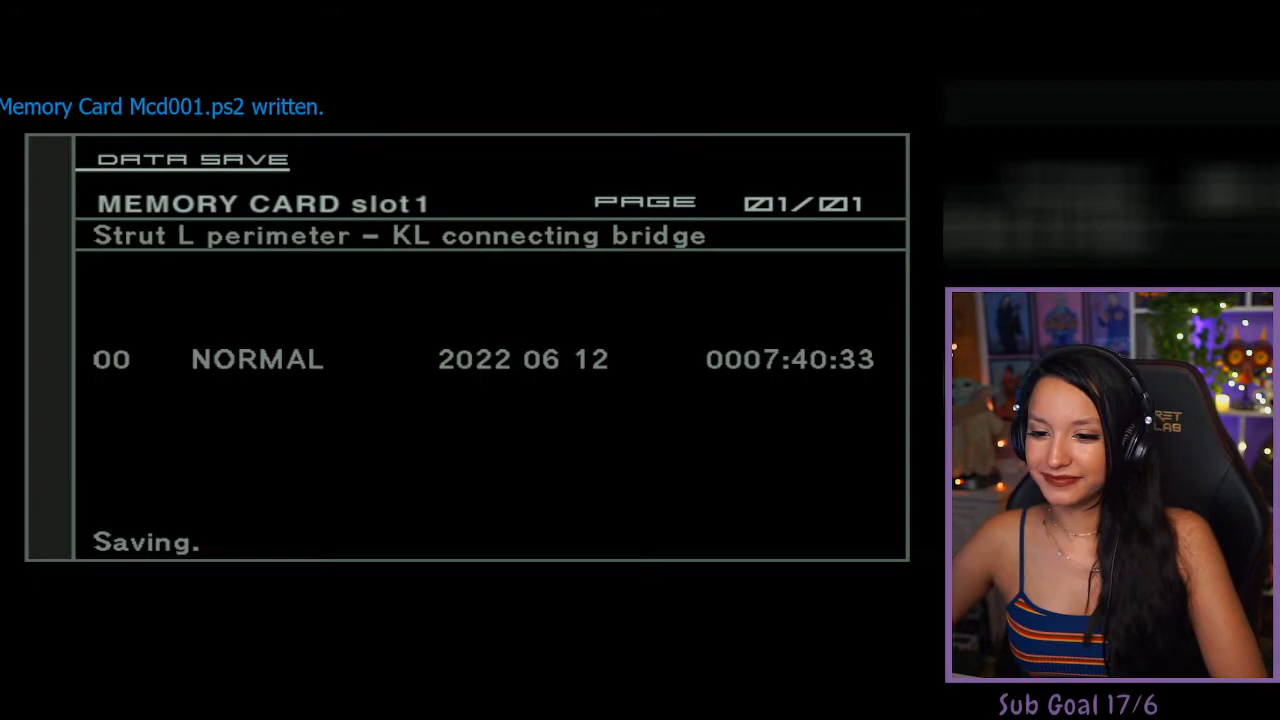 Memory Card Mcd001.ps2 written.
DATA SAVE
MEMORY CARD slot1 PAGE 01/01
Strut L perimeter – KL connecting bridge
00 NORMAL 2022 06 12 0007:40:33
Saving.
Sub Goal 17/6